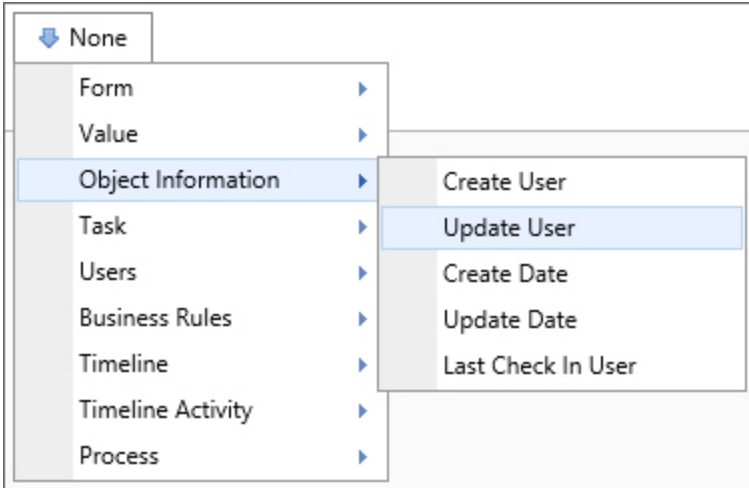 None
Form
Value
Object Information
Task
Users
Business Rules
Timeline
Timeline Activity
Process
Create User
Update User
Create Date
Update Date
Last Check In User